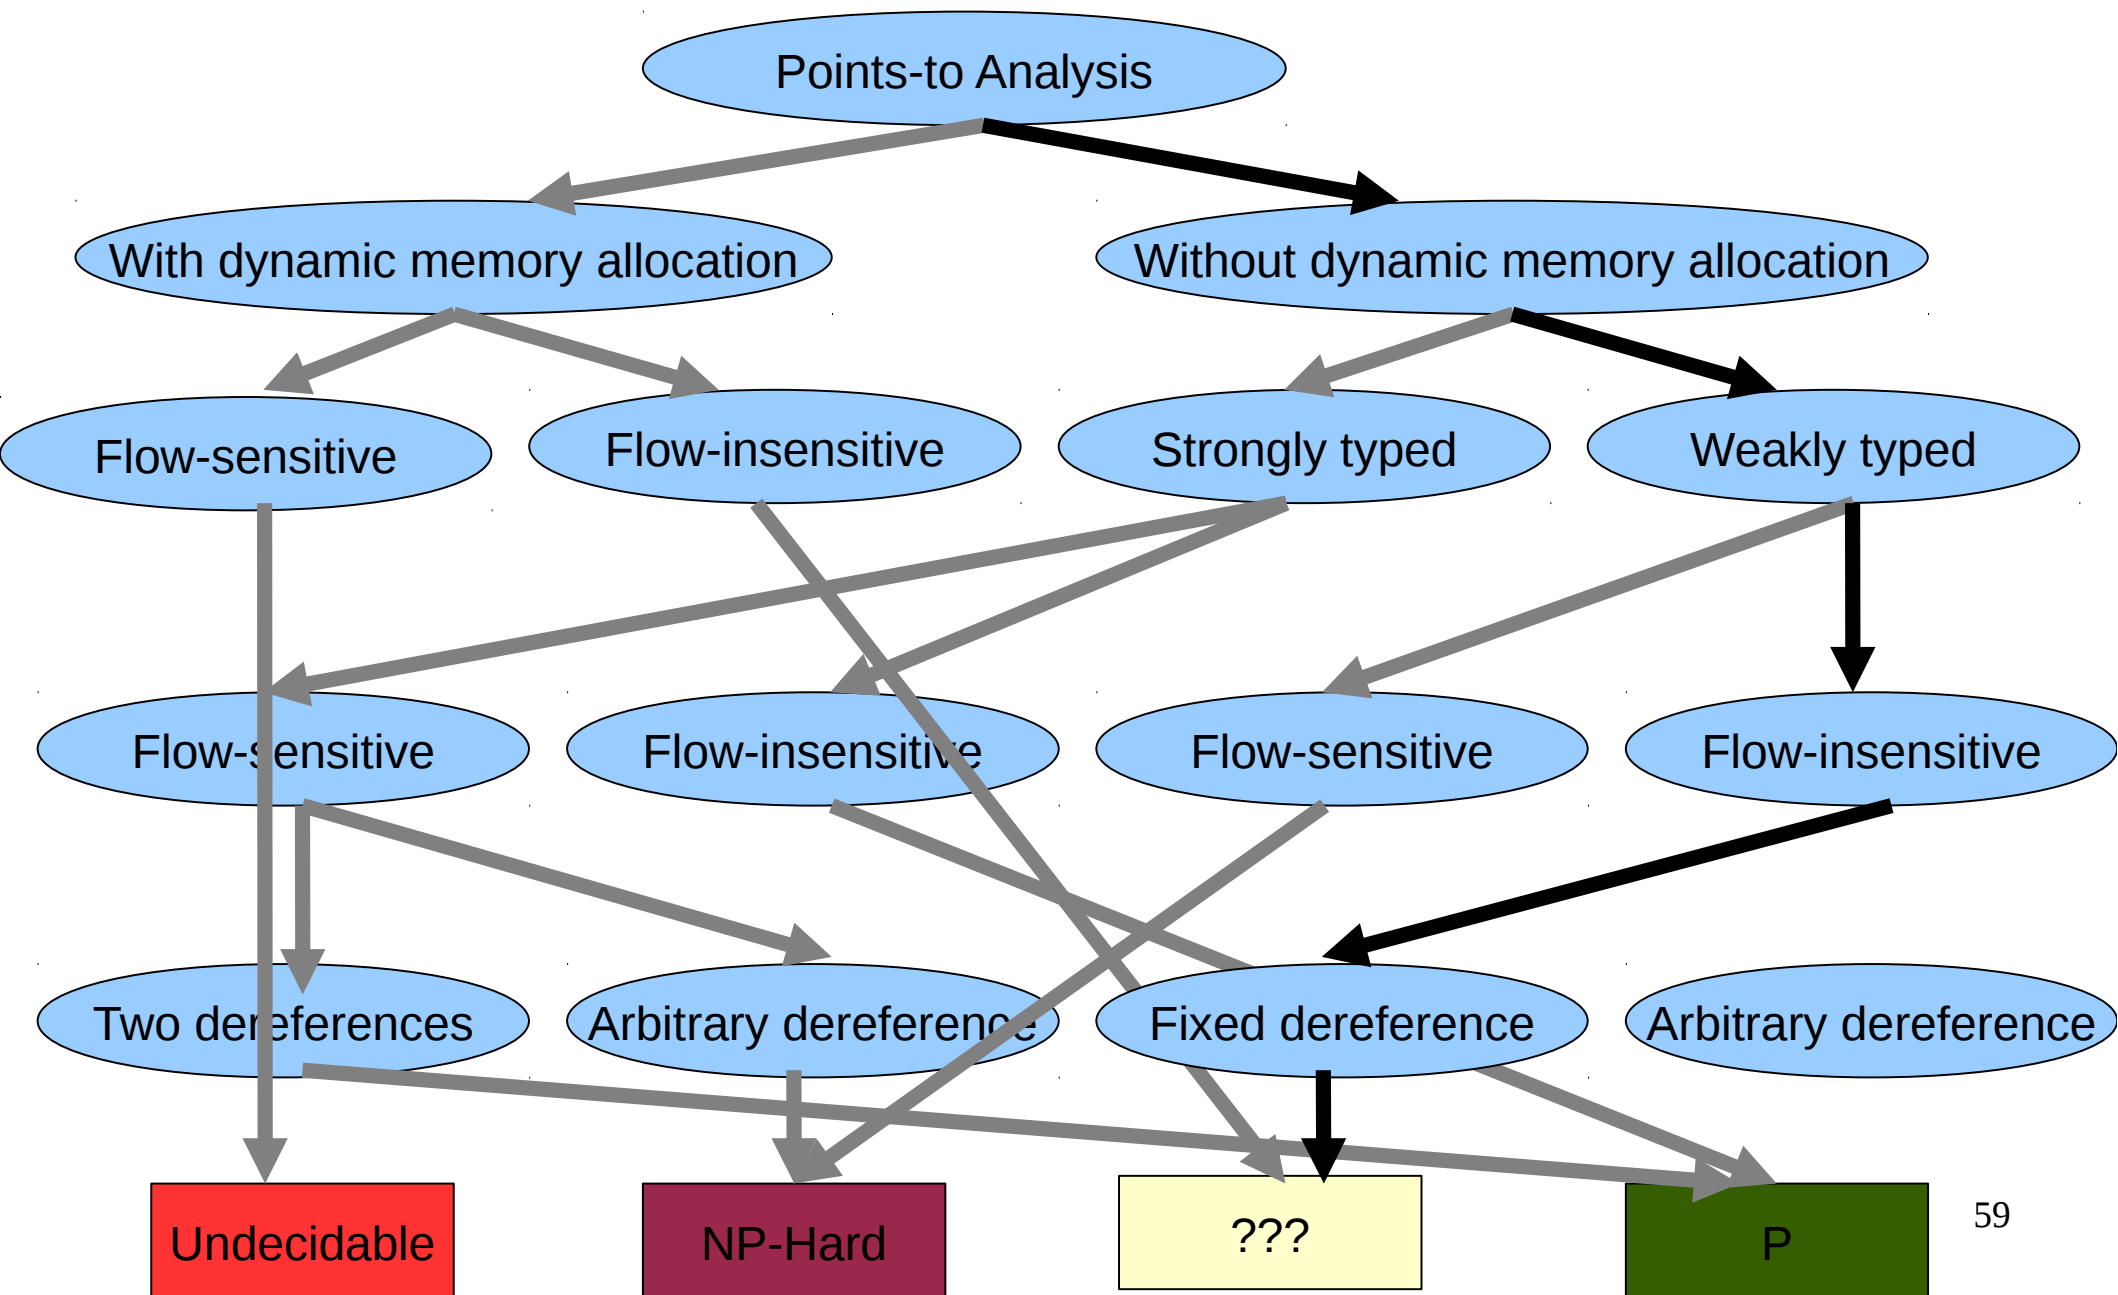 Points-to Analysis
With dynamic memory allocation
Without dynamic memory allocation
Flow-sensitive
Flow-insensitive
Strongly typed
Weakly typed
Flow-sensitive
Flow-insensitive
Flow-sensitive
Flow-insensitive
Two dereferences
Arbitrary dereference
Fixed dereference
Arbitrary dereference
Undecidable
NP-Hard
???
P
59